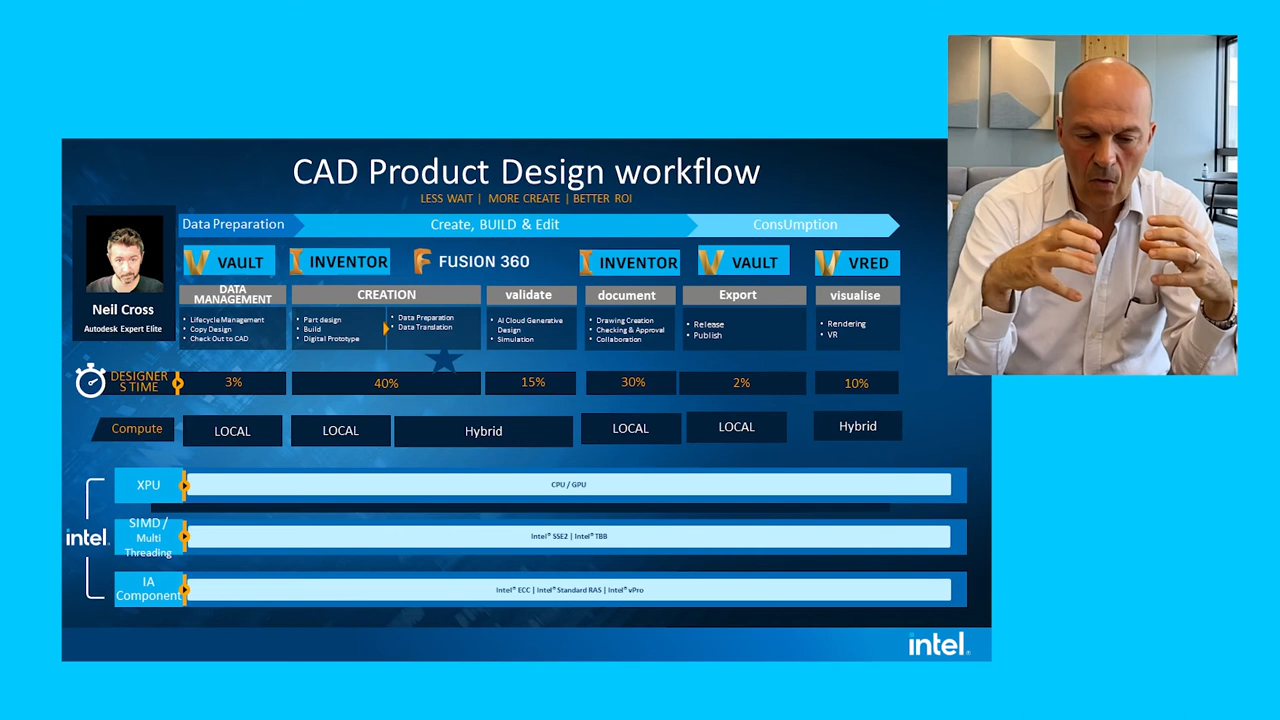 CAD Product Design workflow
LESS WAIT | MORE CREATE | BETTER ROI
Data Preparation
Create, BUILD & Edit
ConsUmption
VAULT
INVENTOR
FUSION 360
INVENTOR
VAULT
VRED
Neil Cross
Autodesk Expert Elite
DATA
MANAGEMENT
CREATION
validate
document
Export
visualise
• Lifecycle Management
• Copy Design
• Check Out to CAD
• Part design
• Build
• Digital Prototype
• Data Preparation
• Data Translation
• AI Cloud Generative
Design
• Simulation
• Drawing Creation
• Checking & Approval
• Collaboration
• Release
• Publish
• Rendering
• VR
DESIGNER
S TIME
3%
40%
15%
30%
2%
10%
Compute
LOCAL
LOCAL
Hybrid
LOCAL
LOCAL
Hybrid
intel.
XPU
CPU / GPU
SIMD /
Multi
Threading
Intel® SSE2 | Intel® TBB
IA
Component
Intel® ECC | Intel® Standard RAS | Intel® vPro
intel.